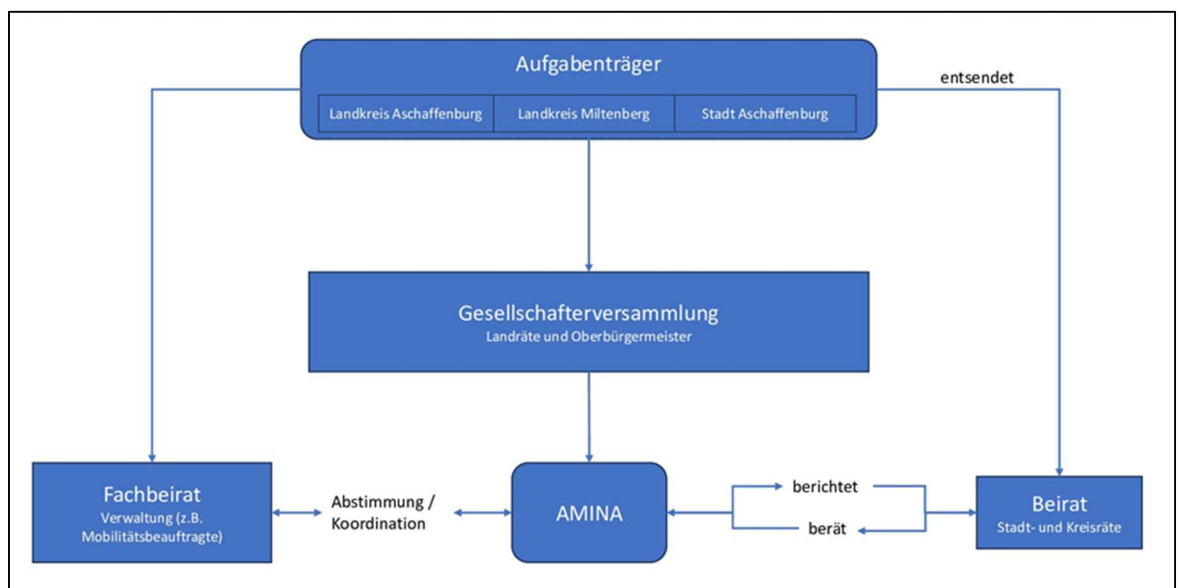 Aufgabenträger
entsendet
Landkreis Aschaffenburg
Landkreis Miltenberg
Stadt Aschaffenburg
Gesellschafterversammlung
Landräte und Oberbürgermeister
Fachbeirat
Verwaltung (z.B.
Mobilitätsbeauftragte)
Abstimmung /
Koordination
AMINA
berichtet
berät
Beirat
Stadt- und Kreisräte